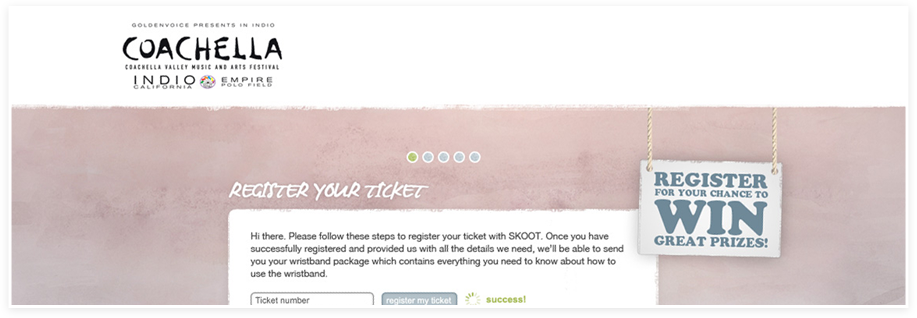 GOLDENVOICE PRESENTS IN INDIO
COACHELLA
COACHELLA VALLEY MUSIC AND ARTS FESTIVAL
INDIO EMPIRE
CALIFORNIA POLO FIELD
REGISTER YOUR TICKET
REGISTER
FOR YOUR CHANCE TO
WIN
GREAT PRIZES!
Hi there. Please follow these steps to register your ticket with SKOOT. Once you have
successfully registered and provided us with all the details we need, we'll be able to send
you your wristband package which contains everything you need to know about how to
use the wristband.
Ticket number register my ticket success!